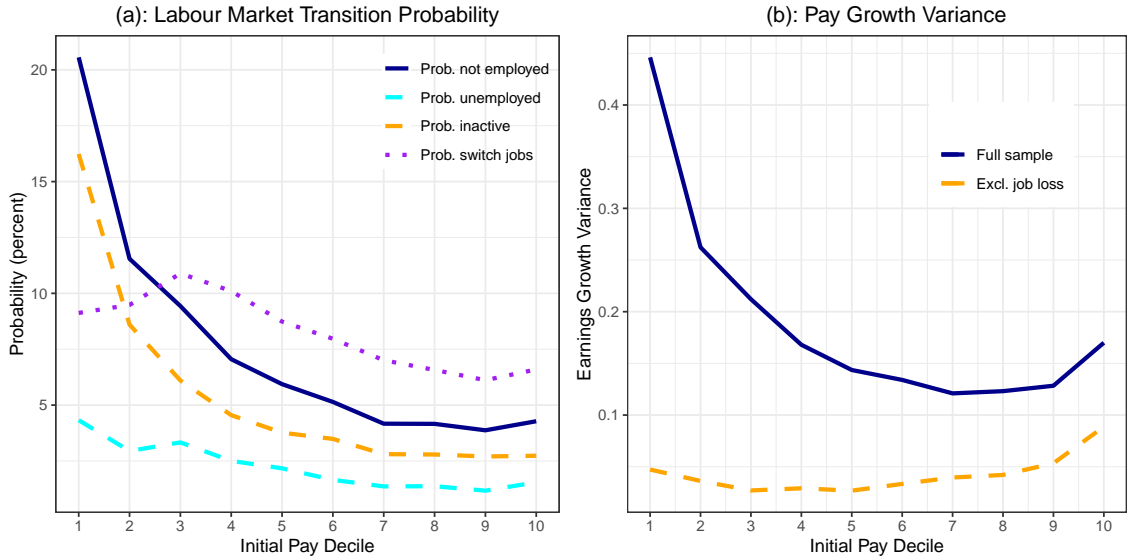 (a): Labour Market Transition Probability
Probability (percent)
20
15
10
5
Prob. not employed
Prob. unemployed
Prob. inactive
Prob. switch jobs
1 2 3 4 5 6 7 8 9 10
Initial Pay Decile
(b): Pay Growth Variance
Earnings Growth Variance
0.4
0.3
0.2
0.1
Full sample
Excl. job loss
1 2 3 4 5 6 7 8 9 10
Initial Pay Decile